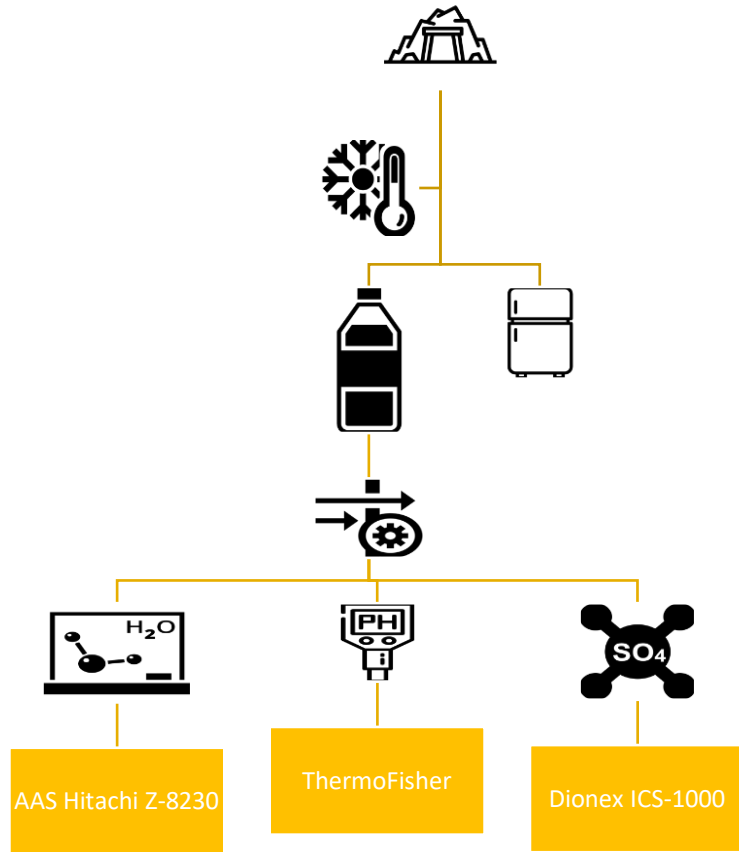 H₂O
PH
SO₄
AAS Hitachi Z-8230
ThermoFisher
Dionex ICS-1000